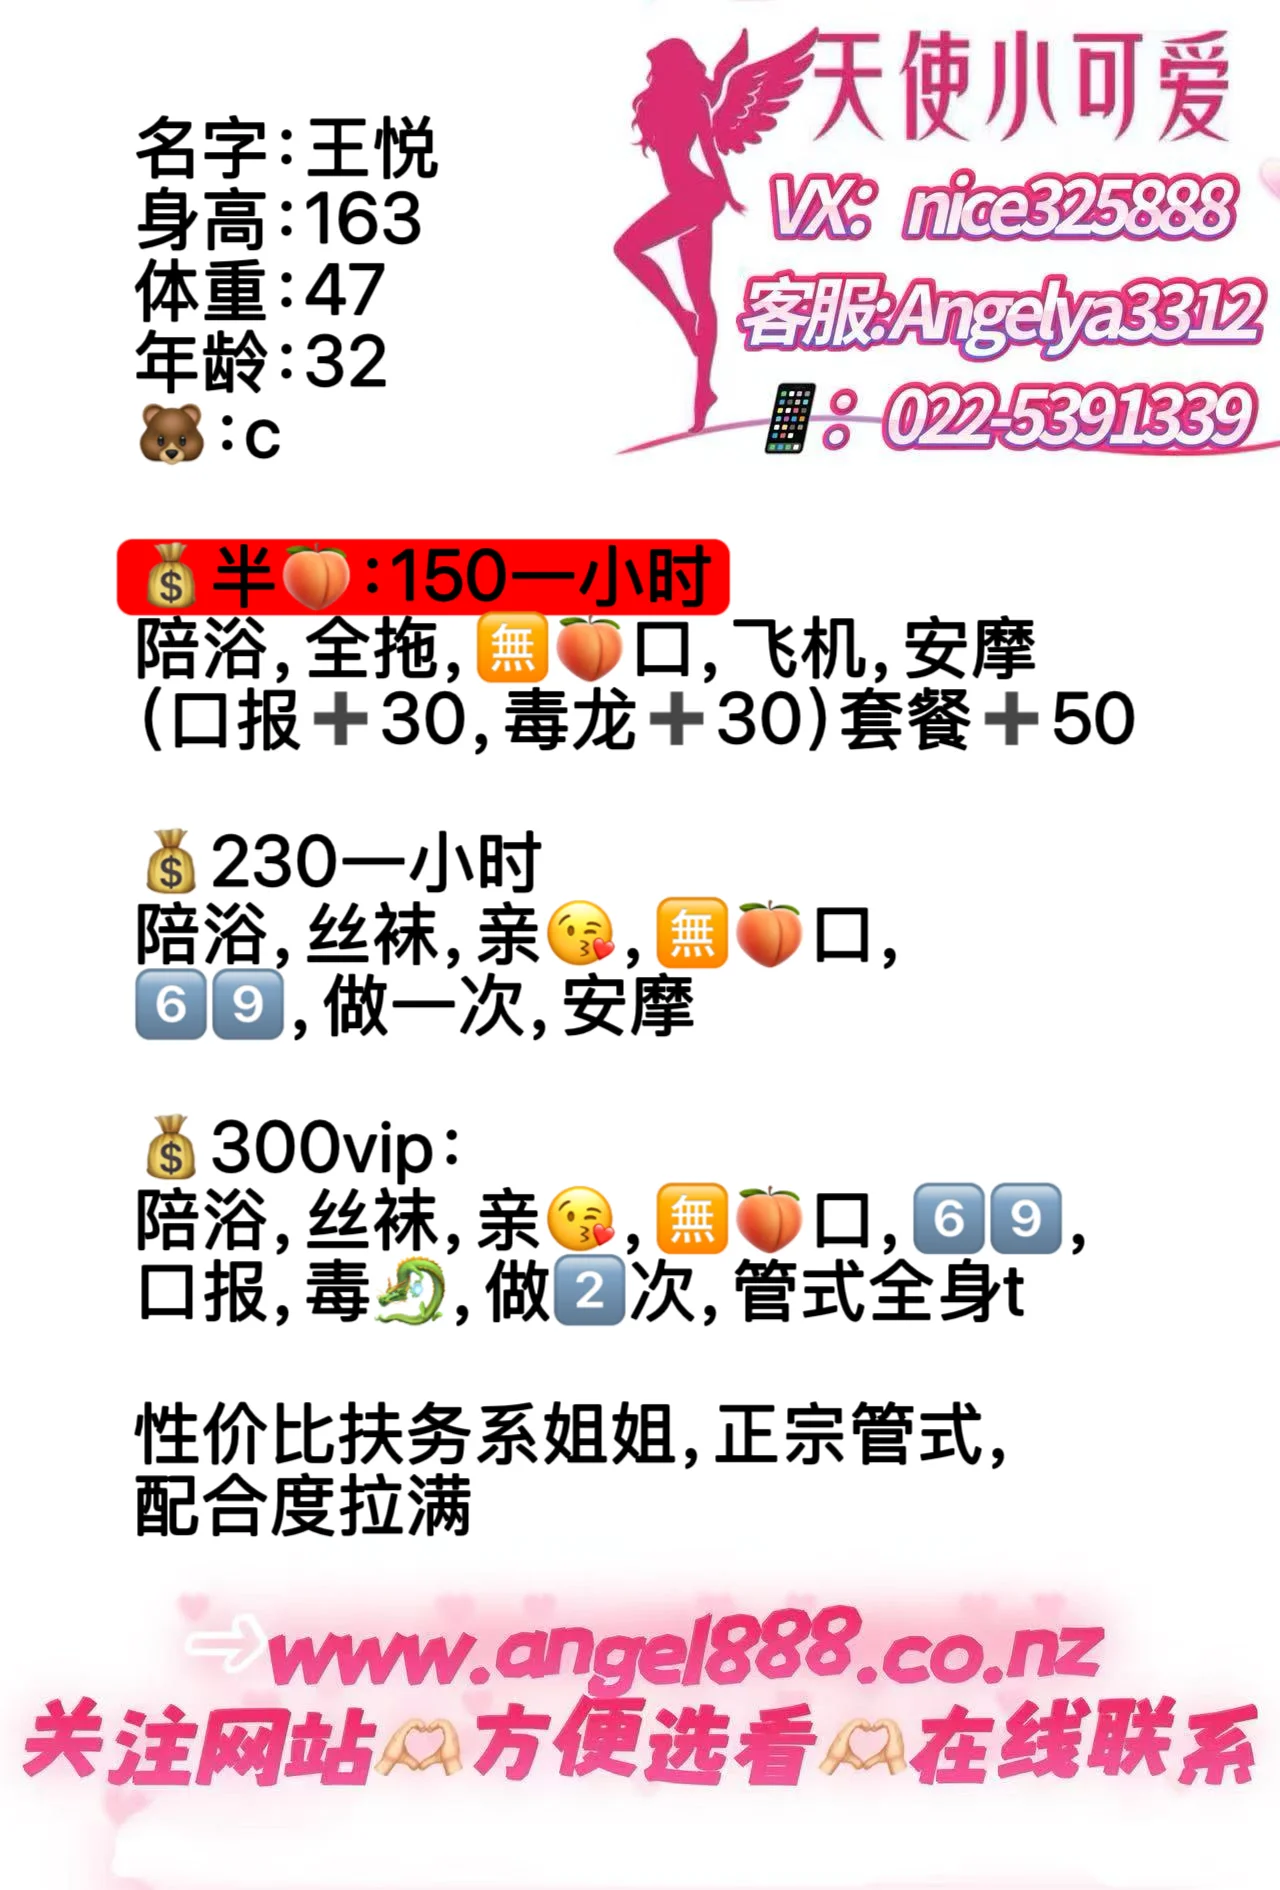 天使小可爱
VX: nice325888
客服:Angelya3312
📱: 022-5391339
名字:王悦
身高:163
体重:47
年龄:32
🐻:c
💰半🍑:150一小时
陪浴,全拖,🈚🍑口,飞机,安摩
(口报➕30,毒龙➕30)套餐➕50
💰230一小时
陪浴,丝袜,亲😘,🈚🍑口,
6️⃣9️⃣,做一次,安摩
💰300vip:
陪浴,丝袜,亲😘,🈚🍑口,6️⃣9️⃣,
口报,毒🐉,做2️⃣次,管式全身t
性价比扶务系姐姐,正宗管式,
配合度拉满
→www.angel888.co.nz
关注网站🫶🏼方便选看🫶🏼在线联系